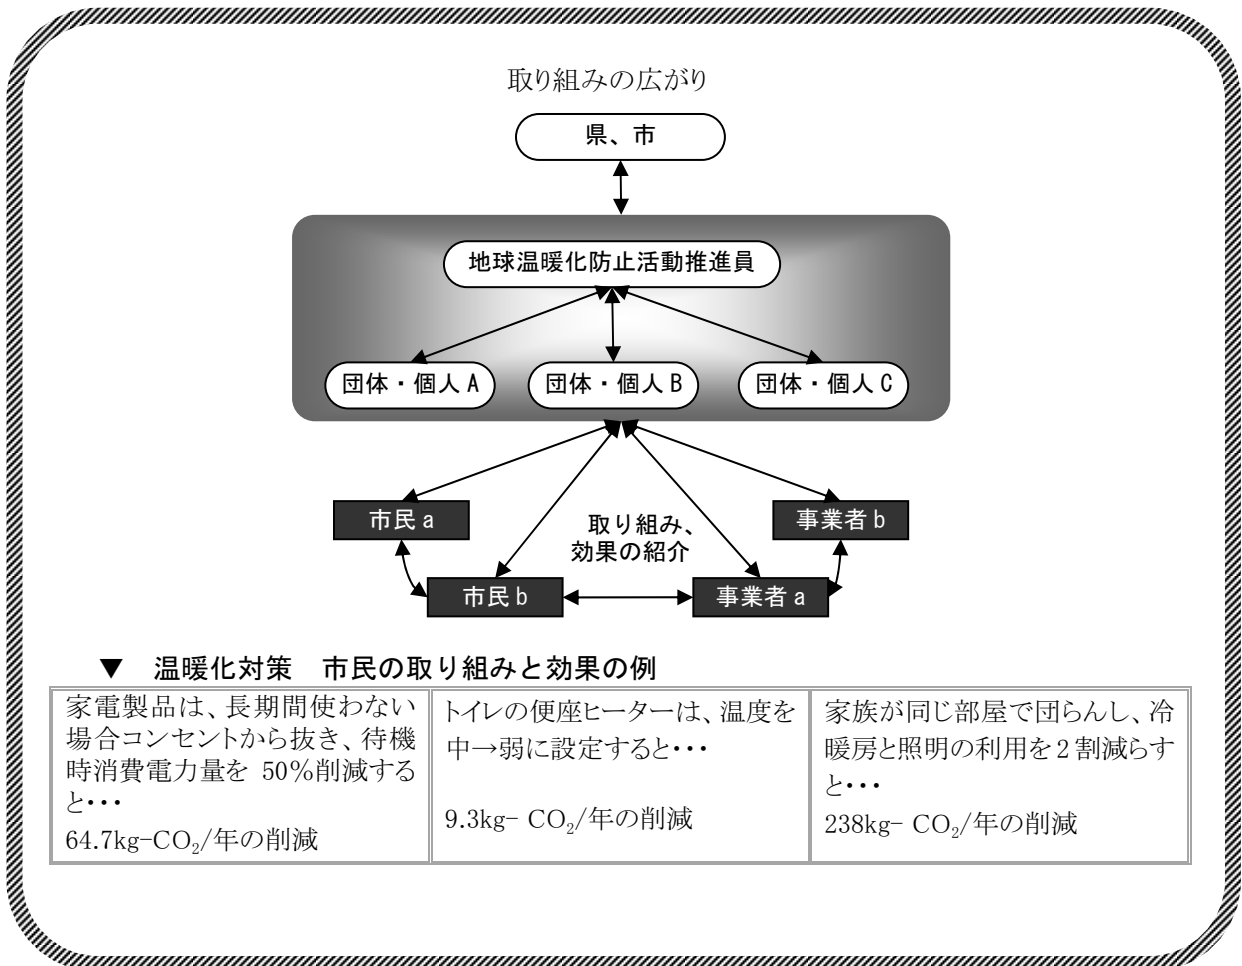 取り組みの広がり
県、市
地球温暖化防止活動推進員
団体・個人 A
団体・個人 B
団体・個人 C
市民 a
取り組み、
効果の紹介
事業者 b
市民 b
事業者 a
▼　温暖化対策　市民の取り組みと効果の例
家電製品は、長期間使わない
場合コンセントから抜き、待機
時消費電力量を 50%削減する
と・・・
64.7kg-CO₂/年の削減
トイレの便座ヒーターは、温度を
中→弱に設定すると・・・
9.3kg- CO₂/年の削減
家族が同じ部屋で団らんし、冷
暖房と照明の利用を 2 割減らす
と・・・
238kg- CO₂/年の削減